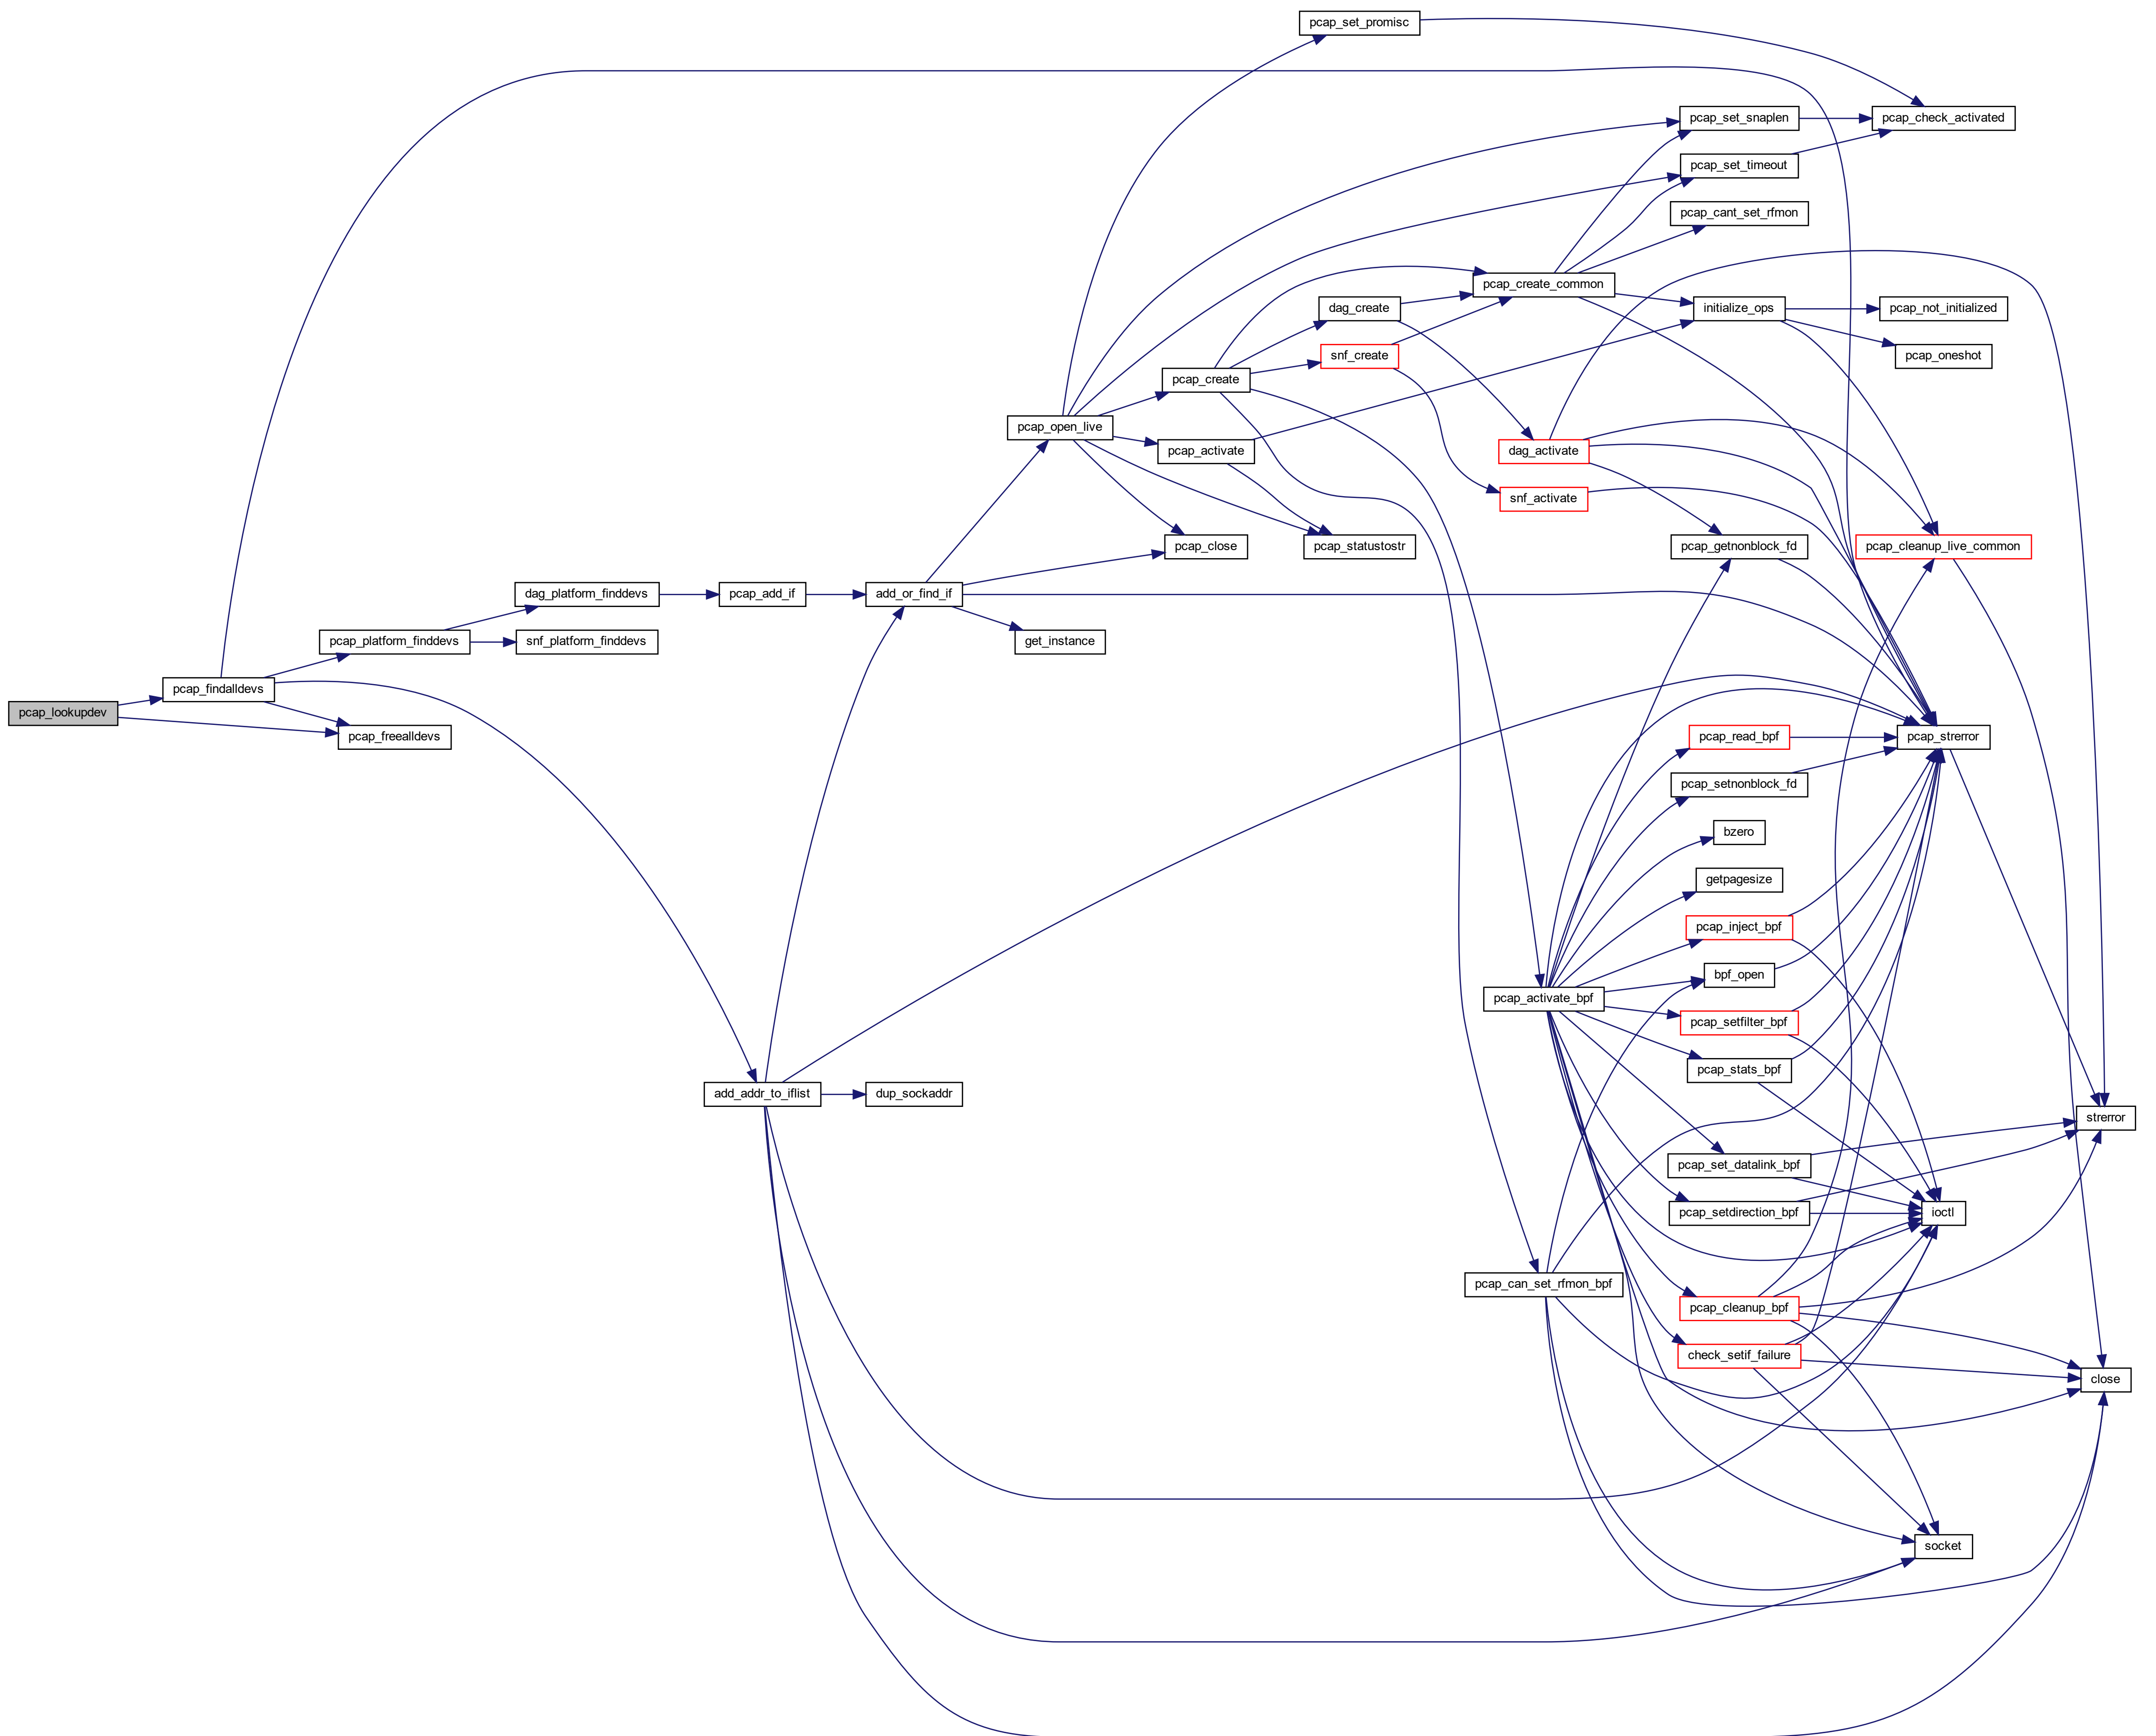 pcap_set_promisc
pcap_set_snaplen
pcap_check_activated
pcap_set_timeout
pcap_cant_set_rfmon
pcap_create_common
dag_create
initialize_ops
pcap_not_initialized
snf_create
pcap_oneshot
pcap_create
pcap_open_live
pcap_activate
dag_activate
snf_activate
pcap_close
pcap_statustostr
pcap_getnonblock_fd
pcap_cleanup_live_common
dag_platform_finddevs
pcap_add_if
add_or_find_if
pcap_platform_finddevs
snf_platform_finddevs
get_instance
pcap_findalldevs
pcap_lookupdev
pcap_freealldevs
pcap_read_bpf
pcap_strerror
pcap_setnonblock_fd
bzero
getpagesize
pcap_inject_bpf
bpf_open
pcap_activate_bpf
pcap_setfilter_bpf
pcap_stats_bpf
add_addr_to_iflist
dup_sockaddr
strerror
pcap_set_datalink_bpf
pcap_setdirection_bpf
ioctl
pcap_can_set_rfmon_bpf
pcap_cleanup_bpf
check_setif_failure
close
socket